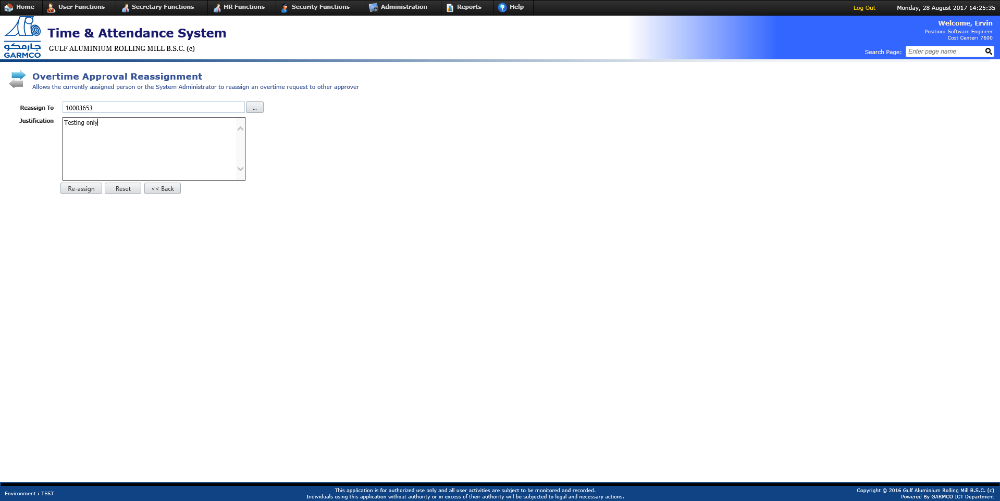 Home User Functions Secretary Functions HR Functions Security Functions Administration Reports Help Log Out Monday, 28 August 2017 14:25:35
جارمكو
GARMCO
Time & Attendance System
GULF ALUMINIUM ROLLING MILL B.S.C. (c)
Welcome, Ervin
Position: Software Engineer
Cost Center: 7600
Search Page: Enter page name
Overtime Approval Reassignment
Allows the currently assigned person or the System Administrator to reassign an overtime request to other approver
Reassign To 10003653 ...
Justification Testing only
Re-assign Reset << Back
Environment : TEST
This application is for authorized use only and all user activities are subject to be monitored and recorded.
Individuals using this application without authority or in excess of their authority will be subjected to legal and necessary actions.
Copyright © 2016 Gulf Aluminium Rolling Mill B.S.C. (c)
Powered By GARMCO ICT Department